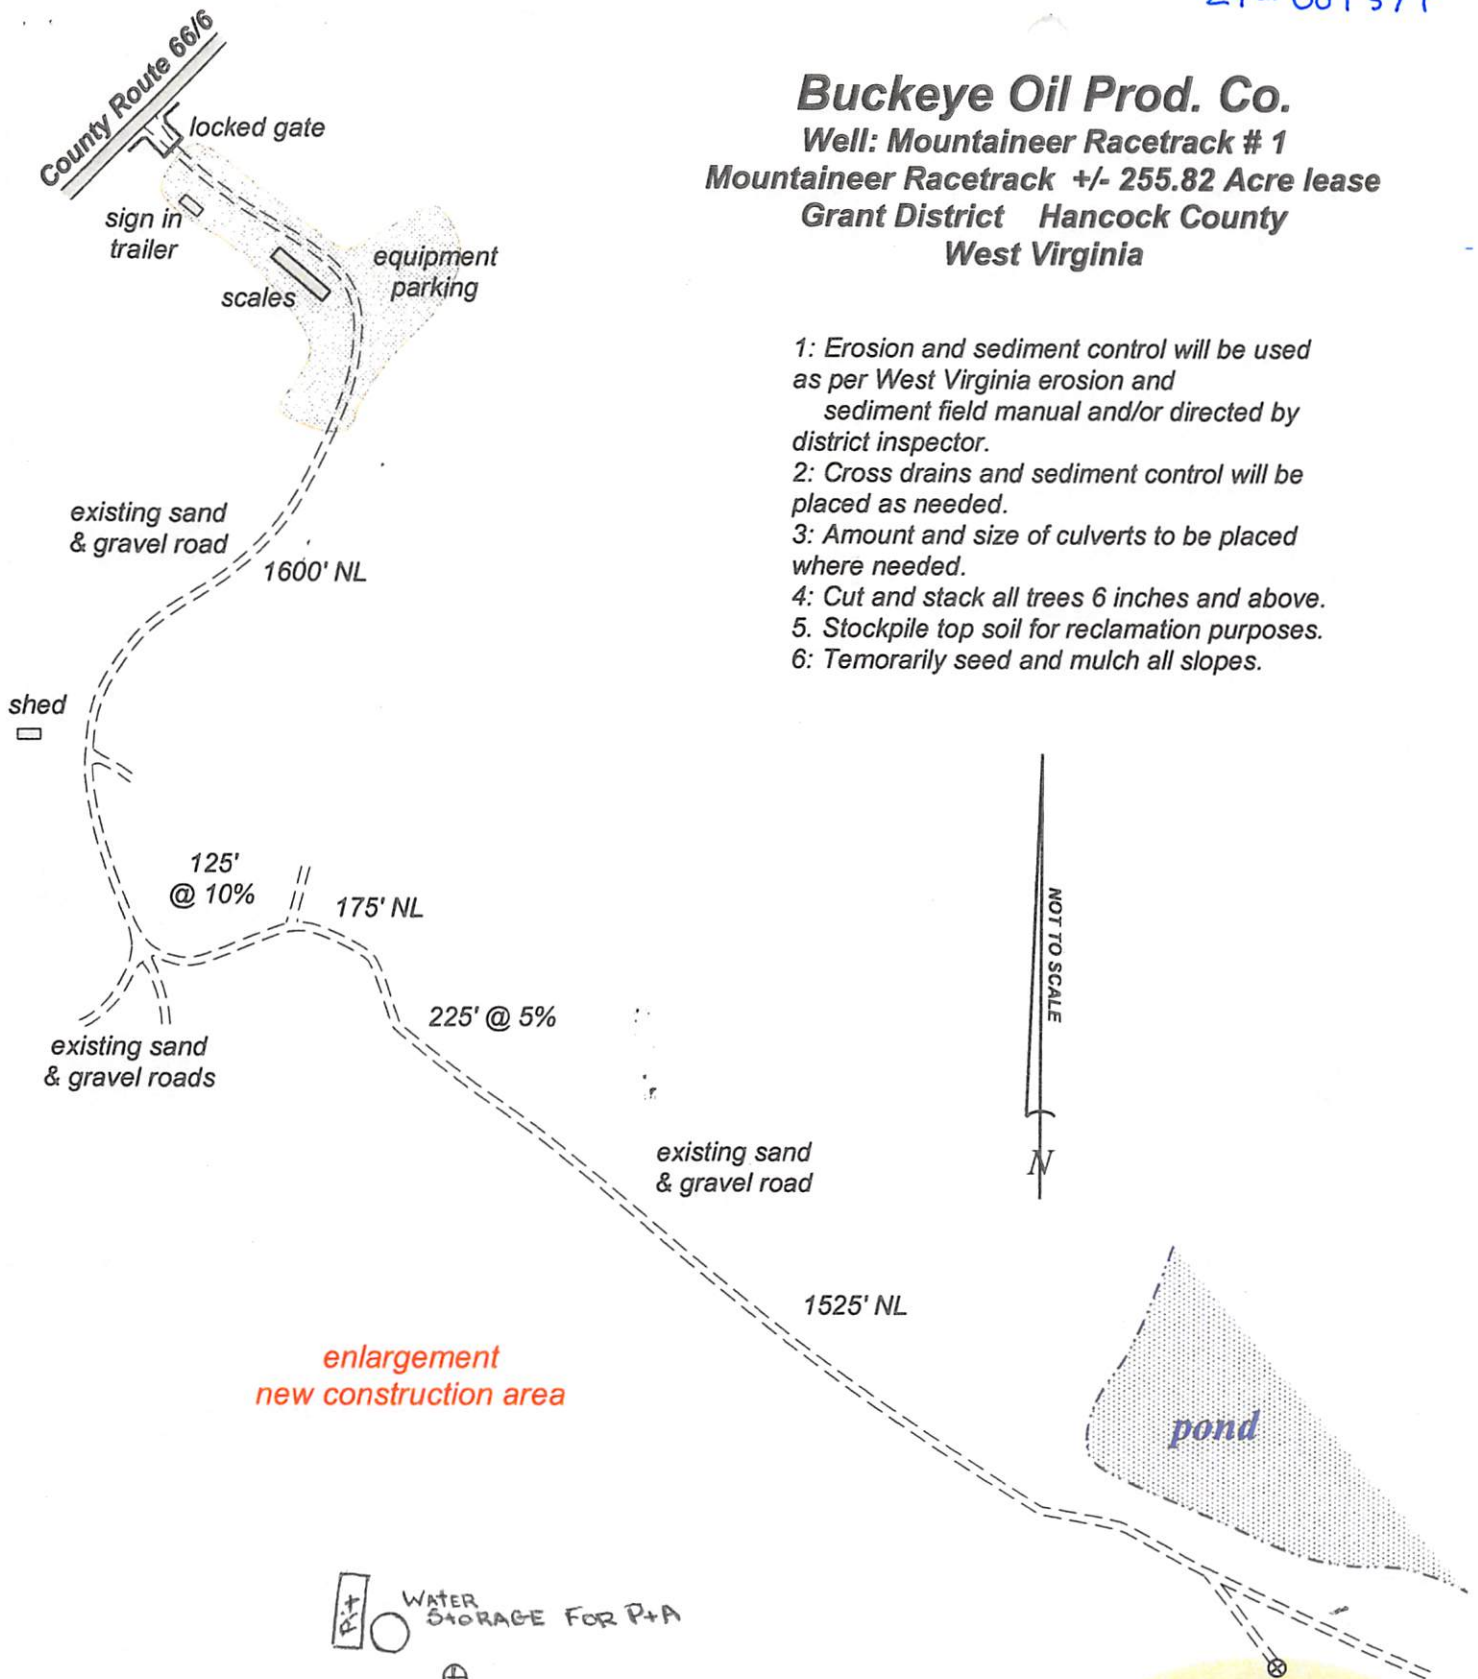 County Route 66/6
locked gate
sign in
trailer
scales
equipment
parking
Buckeye Oil Prod. Co.
Well: Mountaineer Racetrack # 1
Mountaineer Racetrack +/- 255.82 Acre lease
Grant District Hancock County
West Virginia
1: Erosion and sediment control will be used
as per West Virginia erosion and
sediment field manual and/or directed by
district inspector.
2: Cross drains and sediment control will be
placed as needed.
3: Amount and size of culverts to be placed
where needed.
4: Cut and stack all trees 6 inches and above.
5. Stockpile top soil for reclamation purposes.
6: Temorarily seed and mulch all slopes.
existing sand
& gravel road
1600' NL
shed
125'
@ 10%
175' NL
225' @ 5%
existing sand
& gravel roads
NOT TO SCALE
N
existing sand
& gravel road
1525' NL
enlargement
new construction area
pond
Pit
WATER
STORAGE FOR P+A